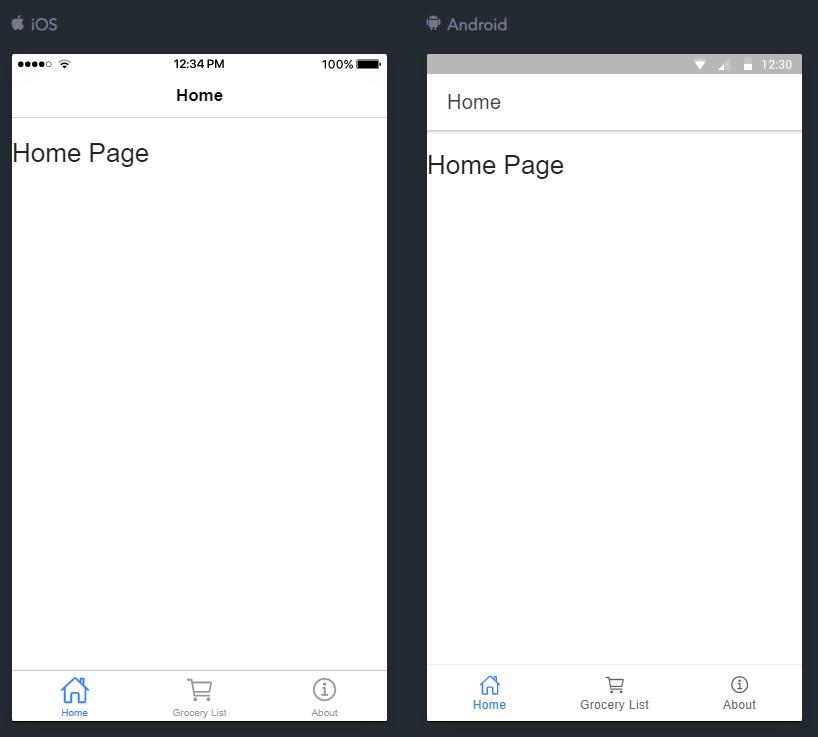 iOS
12:34 PM 100%
Home
Home Page
Home Grocery List About
Android
12:30
Home
Home Page
Home Grocery List About